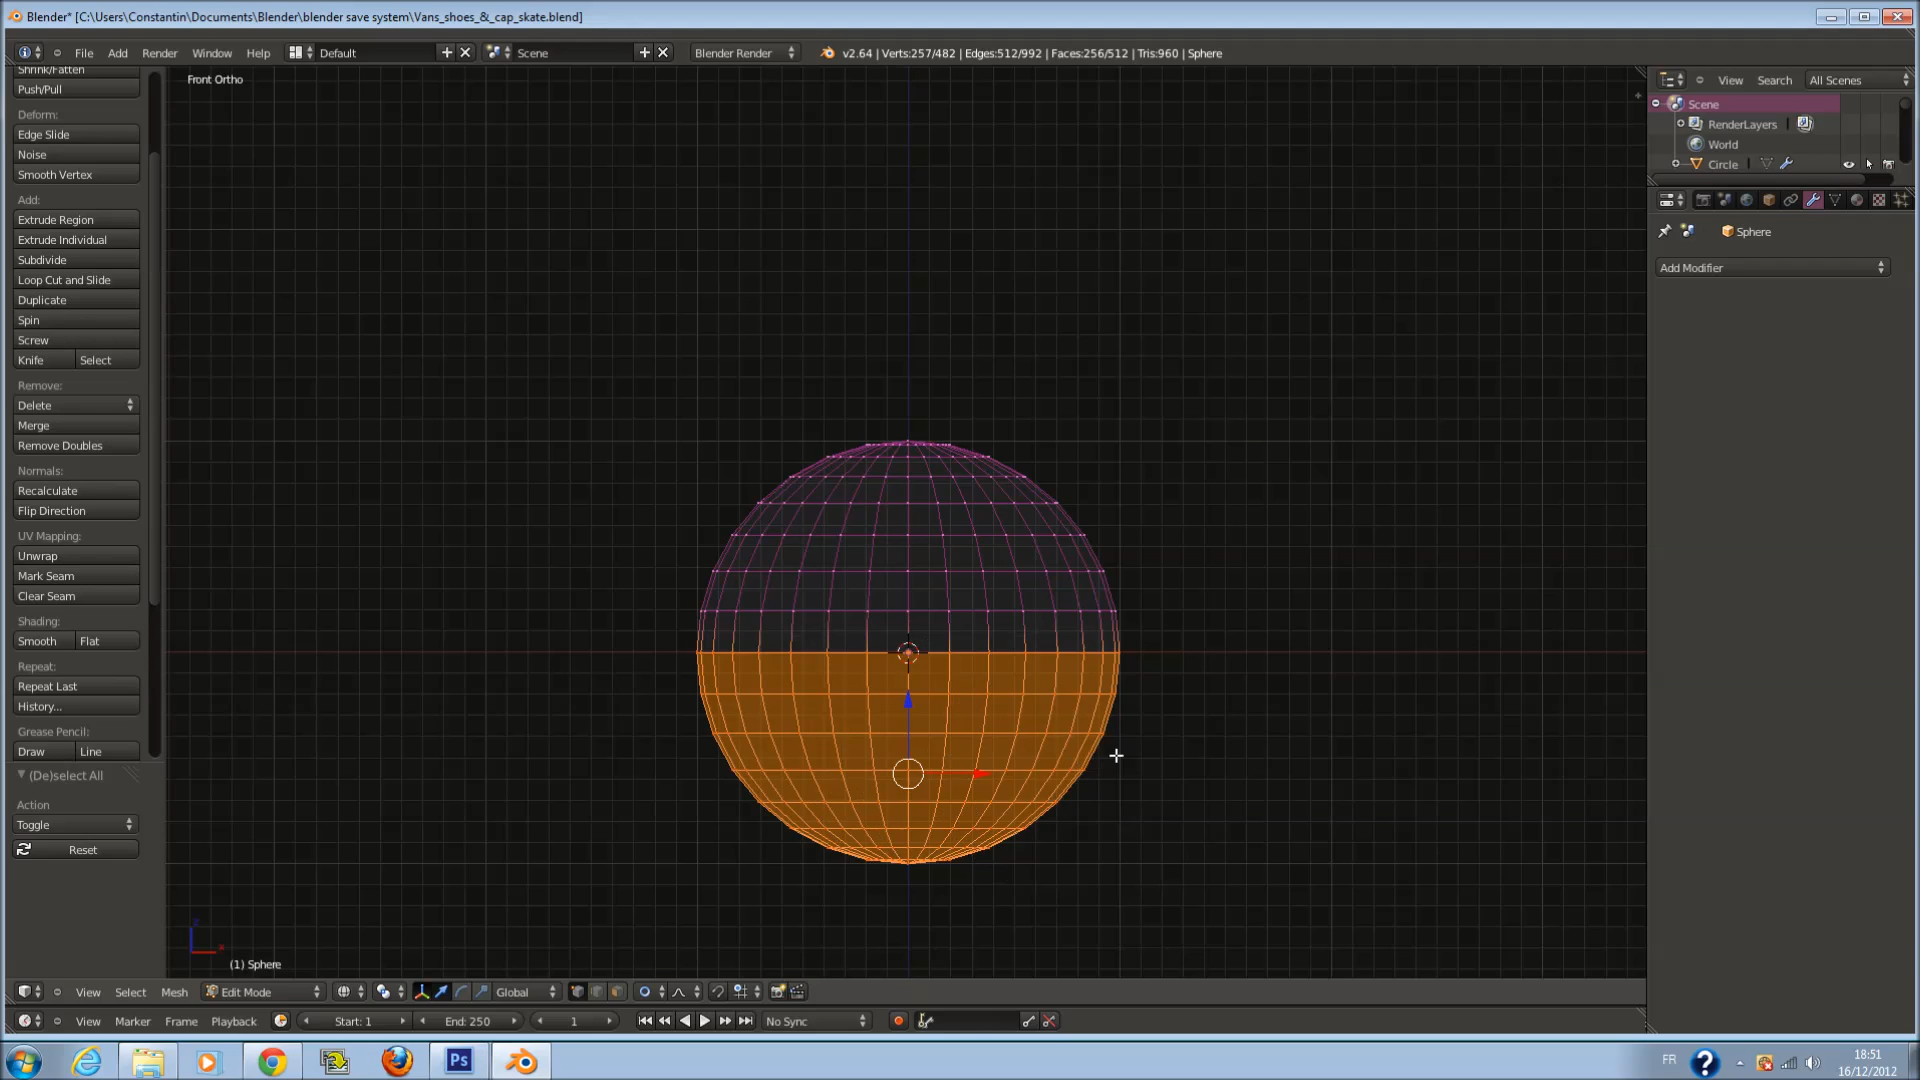 Blender* [C:\Users\Constantin\Documents\Blender\blender save system\Vans_shoes_&_cap_skate.blend]
File Add Render Window Help Default Scene Blender Render v2.64 | Verts:257/482 | Edges:512/992 | Faces:256/512 | Tris:960 | Sphere
Shrink/Fatten
Push/Pull
Deform:
Edge Slide
Noise
Smooth Vertex
Add:
Extrude Region
Extrude Individual
Subdivide
Loop Cut and Slide
Duplicate
Spin
Screw
Knife Select
Remove:
Delete
Merge
Remove Doubles
Normals:
Recalculate
Flip Direction
UV Mapping:
Unwrap
Mark Seam
Clear Seam
Shading:
Smooth Flat
Repeat:
Repeat Last
History...
Grease Pencil:
Draw Line
(De)select All
Action
Toggle
Reset
Front Ortho
z
x
(1) Sphere
View Search All Scenes
Scene
RenderLayers
World
Circle
Sphere
Add Modifier
View Select Mesh Edit Mode Global
View Marker Frame Playback Start: 1 End: 250 1 No Sync
Ps
FR
18:51
16/12/2012